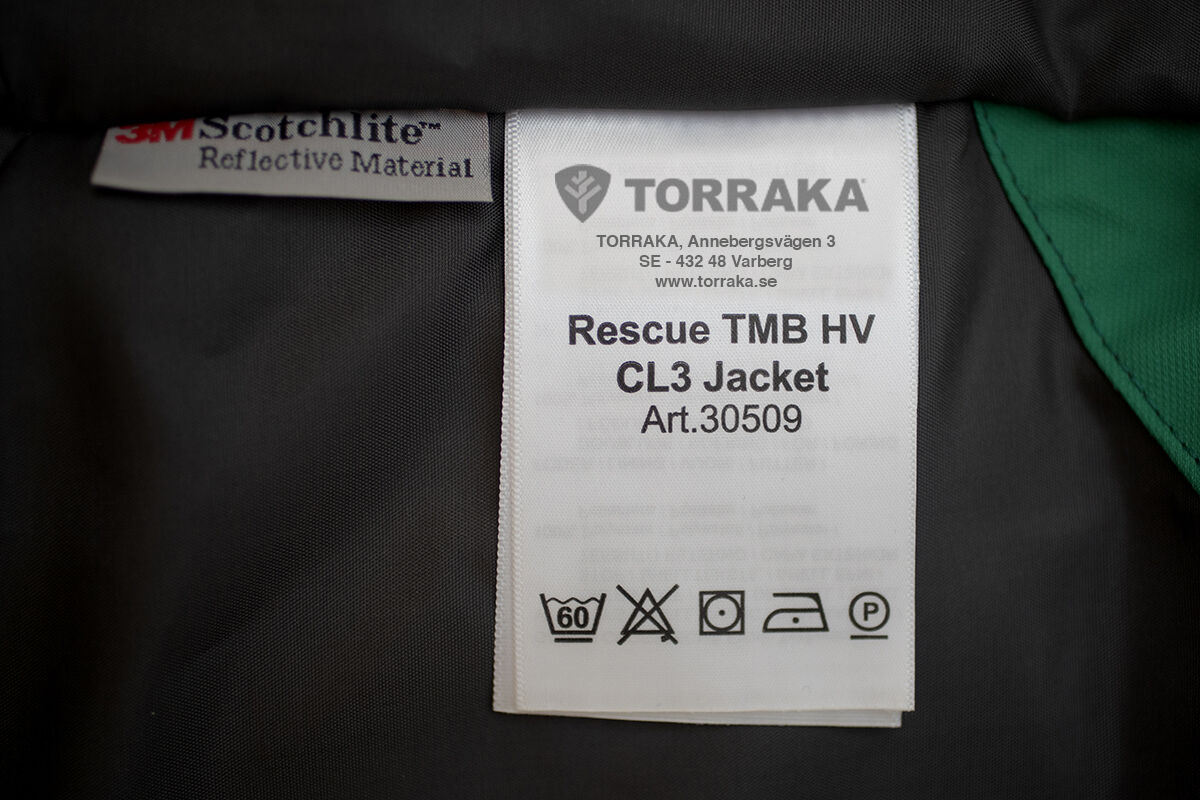 3M Scotchlite™
Reflective Material
TORRAKA
TORRAKA, Annebergsvägen 3
SE - 432 48 Varberg
www.torraka.se
Rescue TMB HV
CL3 Jacket
Art.30509
60
P